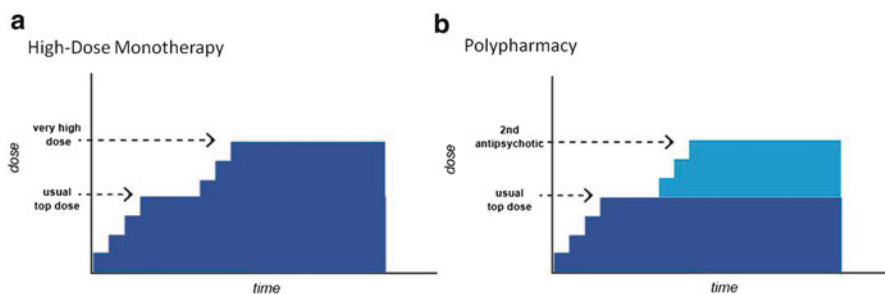 a
High-Dose Monotherapy
very high
dose
dose
usual
top dose
time
b
Polypharmacy
2nd
antipsychotic
dose
usual
top dose
time